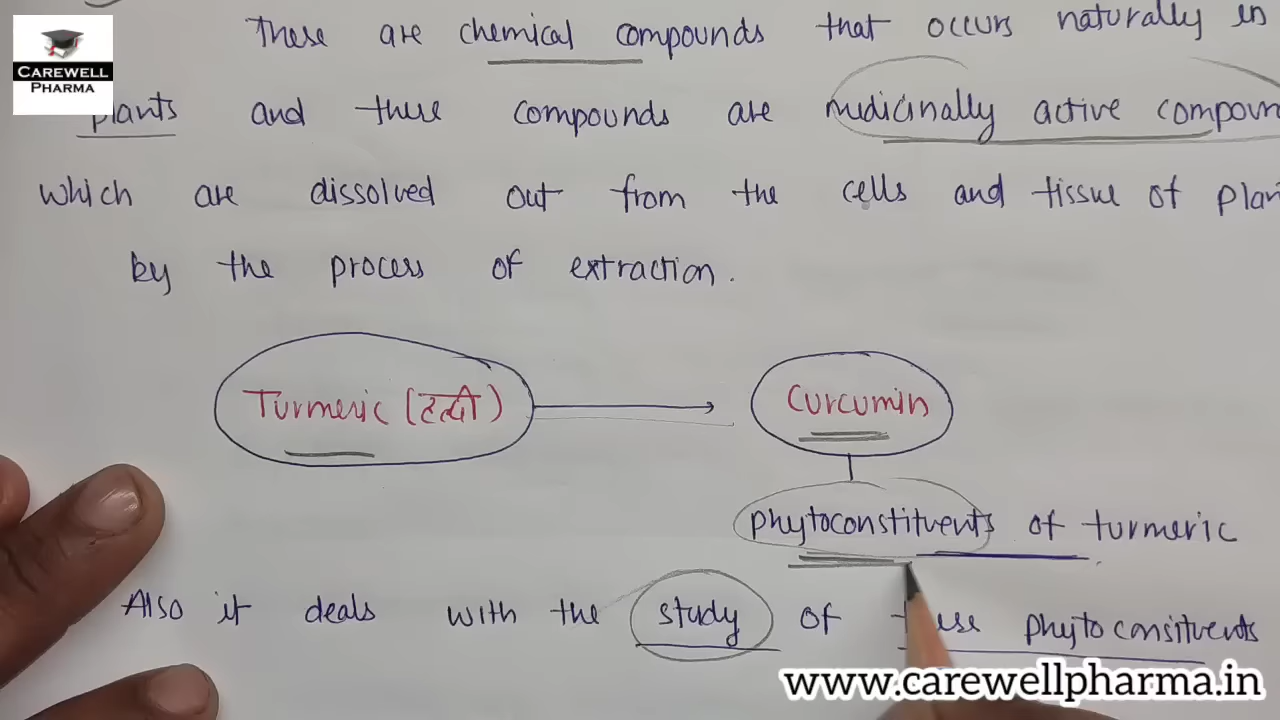 CAREWELL
PHARMA
These are chemical compounds that occurs naturally in
plants and these compounds are medicinally active compoun
which are dissolved out from the cells and tissue of plan
by the process of extraction.
Turmeric (हल्दी) Curcumin
phytoconstituents of turmeric
Also it deals with the study of these phytoconsitvents
www.carewellpharma.in